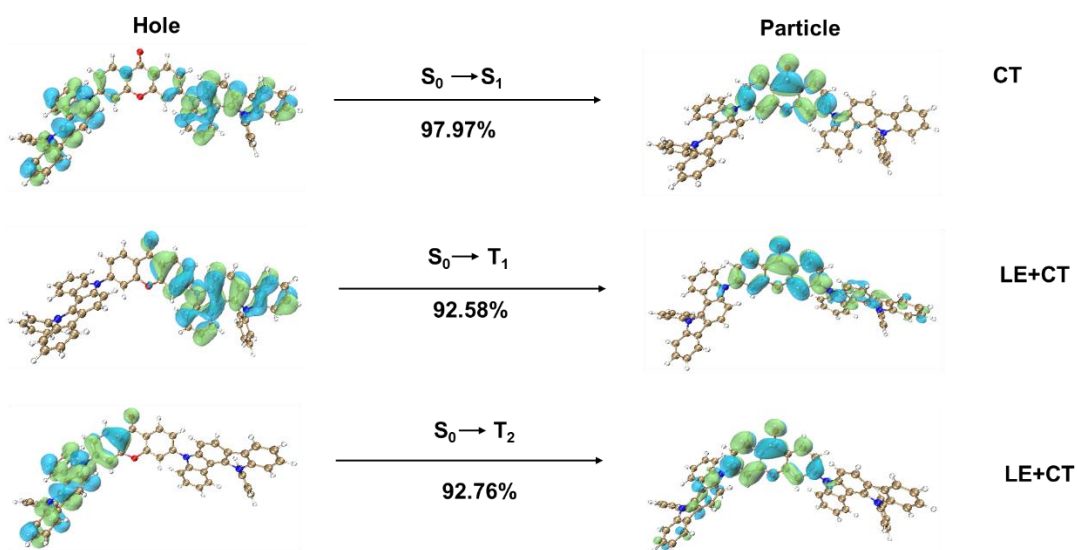 Hole
Particle
S₀ → S₁
97.97%
CT
S₀ → T₁
92.58%
LE+CT
S₀ → T₂
92.76%
LE+CT